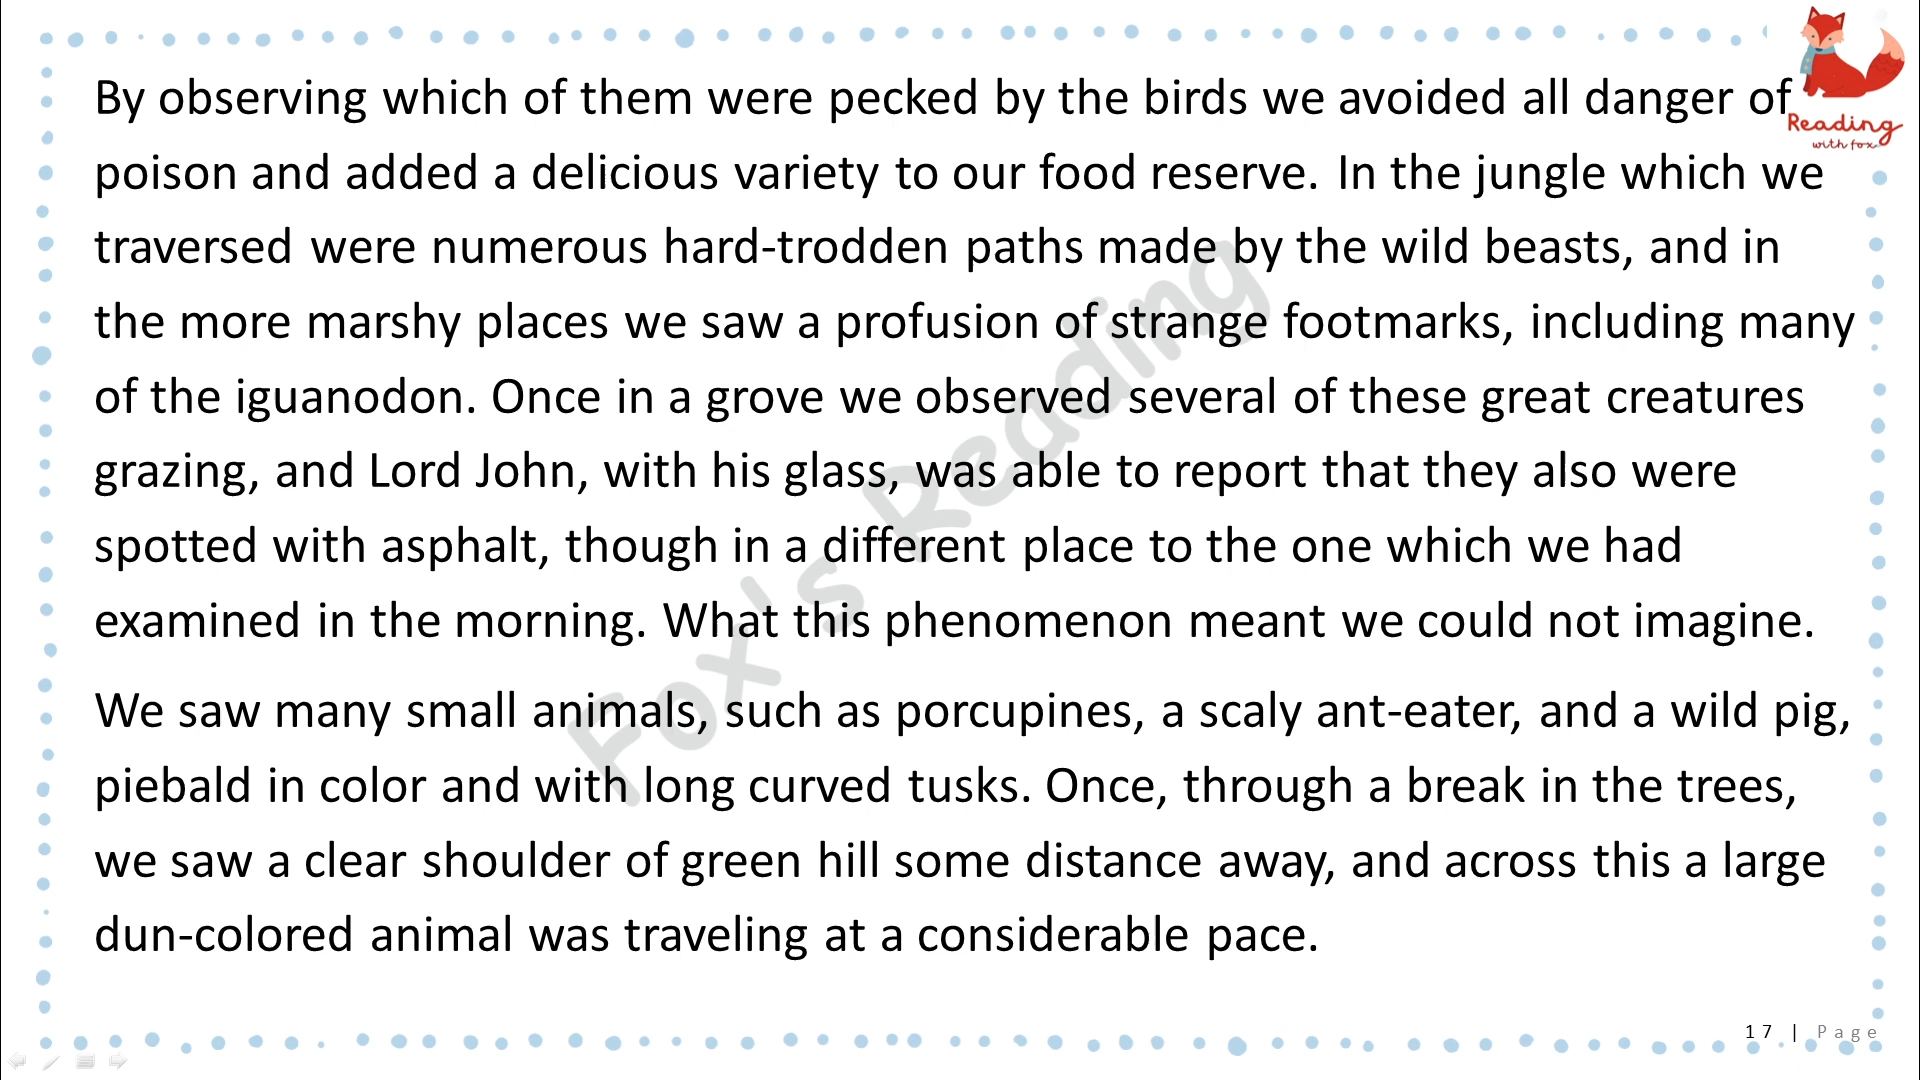 By observing which of them were pecked by the birds we avoided all danger of
Reading
with fox
poison and added a delicious variety to our food reserve. In the jungle which we
traversed were numerous hard-trodden paths made by the wild beasts, and in
the more marshy places we saw a profusion of strange footmarks, including many
of the iguanodon. Once in a grove we observed several of these great creatures
grazing, and Lord John, with his glass, was able to report that they also were
spotted with asphalt, though in a different place to the one which we had
examined in the morning. What this phenomenon meant we could not imagine.
Fox's Reading
We saw many small animals, such as porcupines, a scaly ant-eater, and a wild pig,
piebald in color and with long curved tusks. Once, through a break in the trees,
we saw a clear shoulder of green hill some distance away, and across this a large
dun-colored animal was traveling at a considerable pace.
17 | Page